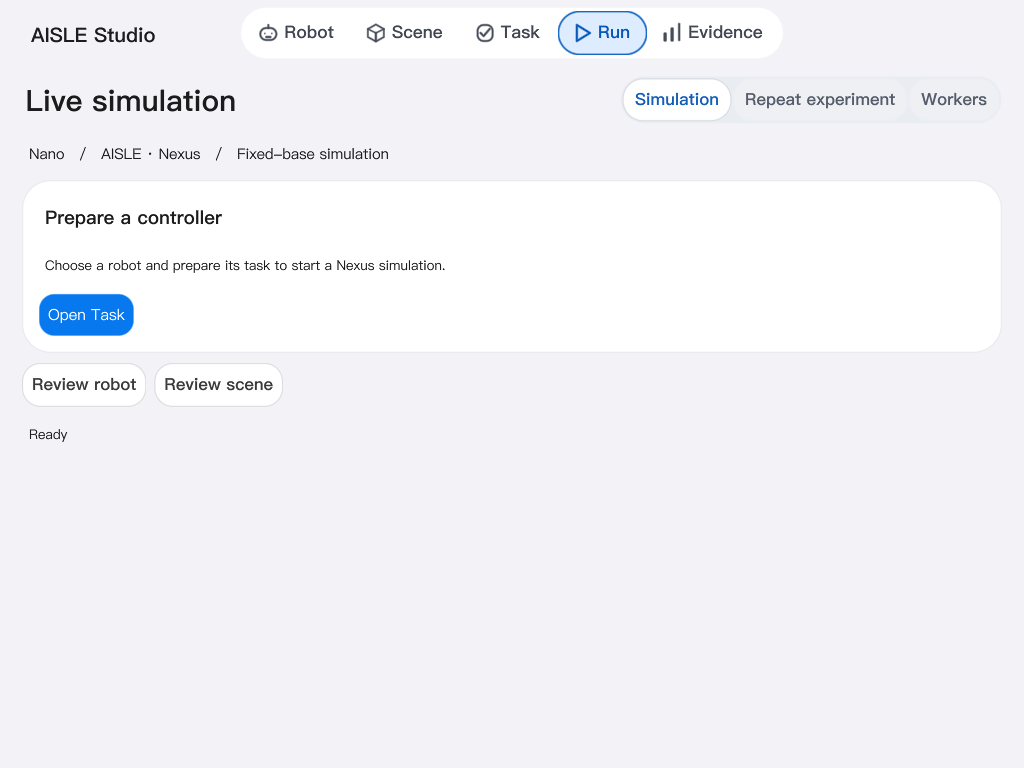 AISLE Studio
Robot
Scene
Task
Run
Evidence
Live simulation
Simulation
Repeat experiment
Workers
Nano / AISLE · Nexus / Fixed-base simulation
Prepare a controller
Choose a robot and prepare its task to start a Nexus simulation.
Open Task
Review robot
Review scene
Ready